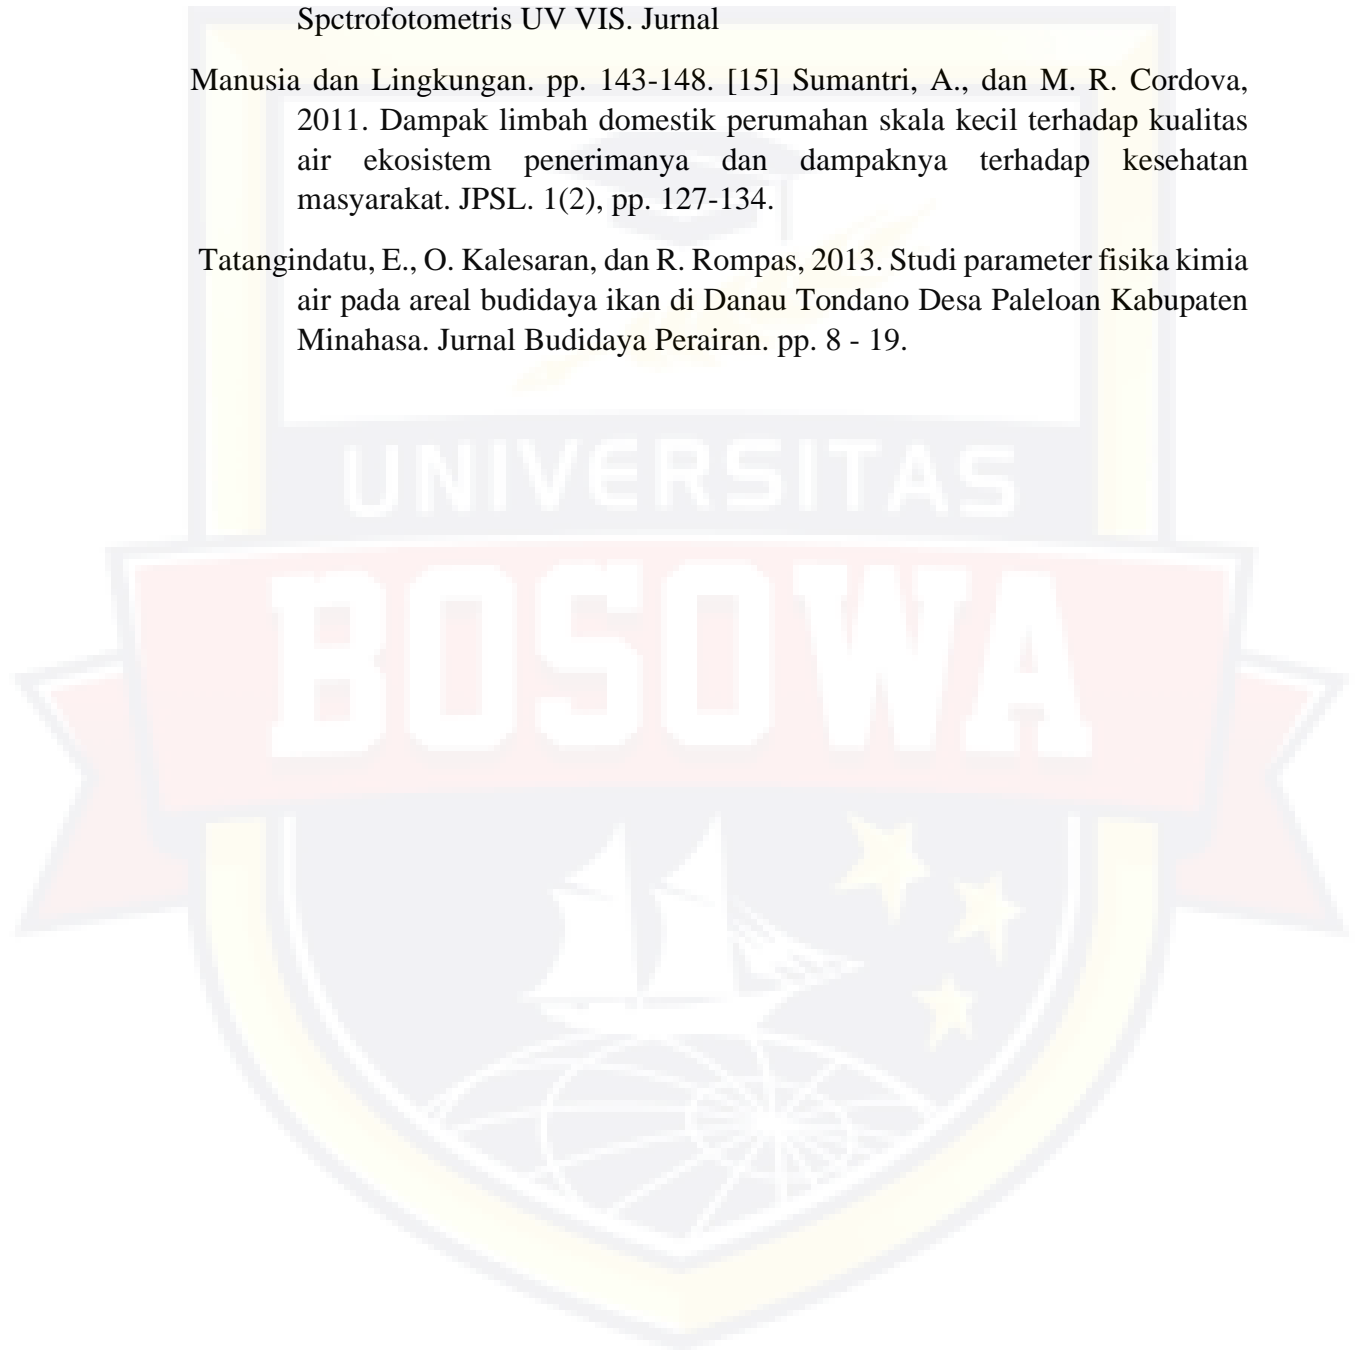 Spctrofotometris UV VIS. Jurnal
Manusia dan Lingkungan. pp. 143-148. [15] Sumantri, A., dan M. R. Cordova,
2011. Dampak limbah domestik perumahan skala kecil terhadap kualitas
air ekosistem penerimanya dan dampaknya terhadap kesehatan
masyarakat. JPSL. 1(2), pp. 127-134.
Tatangindatu, E., O. Kalesaran, dan R. Rompas, 2013. Studi parameter fisika kimia
air pada areal budidaya ikan di Danau Tondano Desa Paleloan Kabupaten
Minahasa. Jurnal Budidaya Perairan. pp. 8 - 19.
UNIVERSITAS
BOSOWA